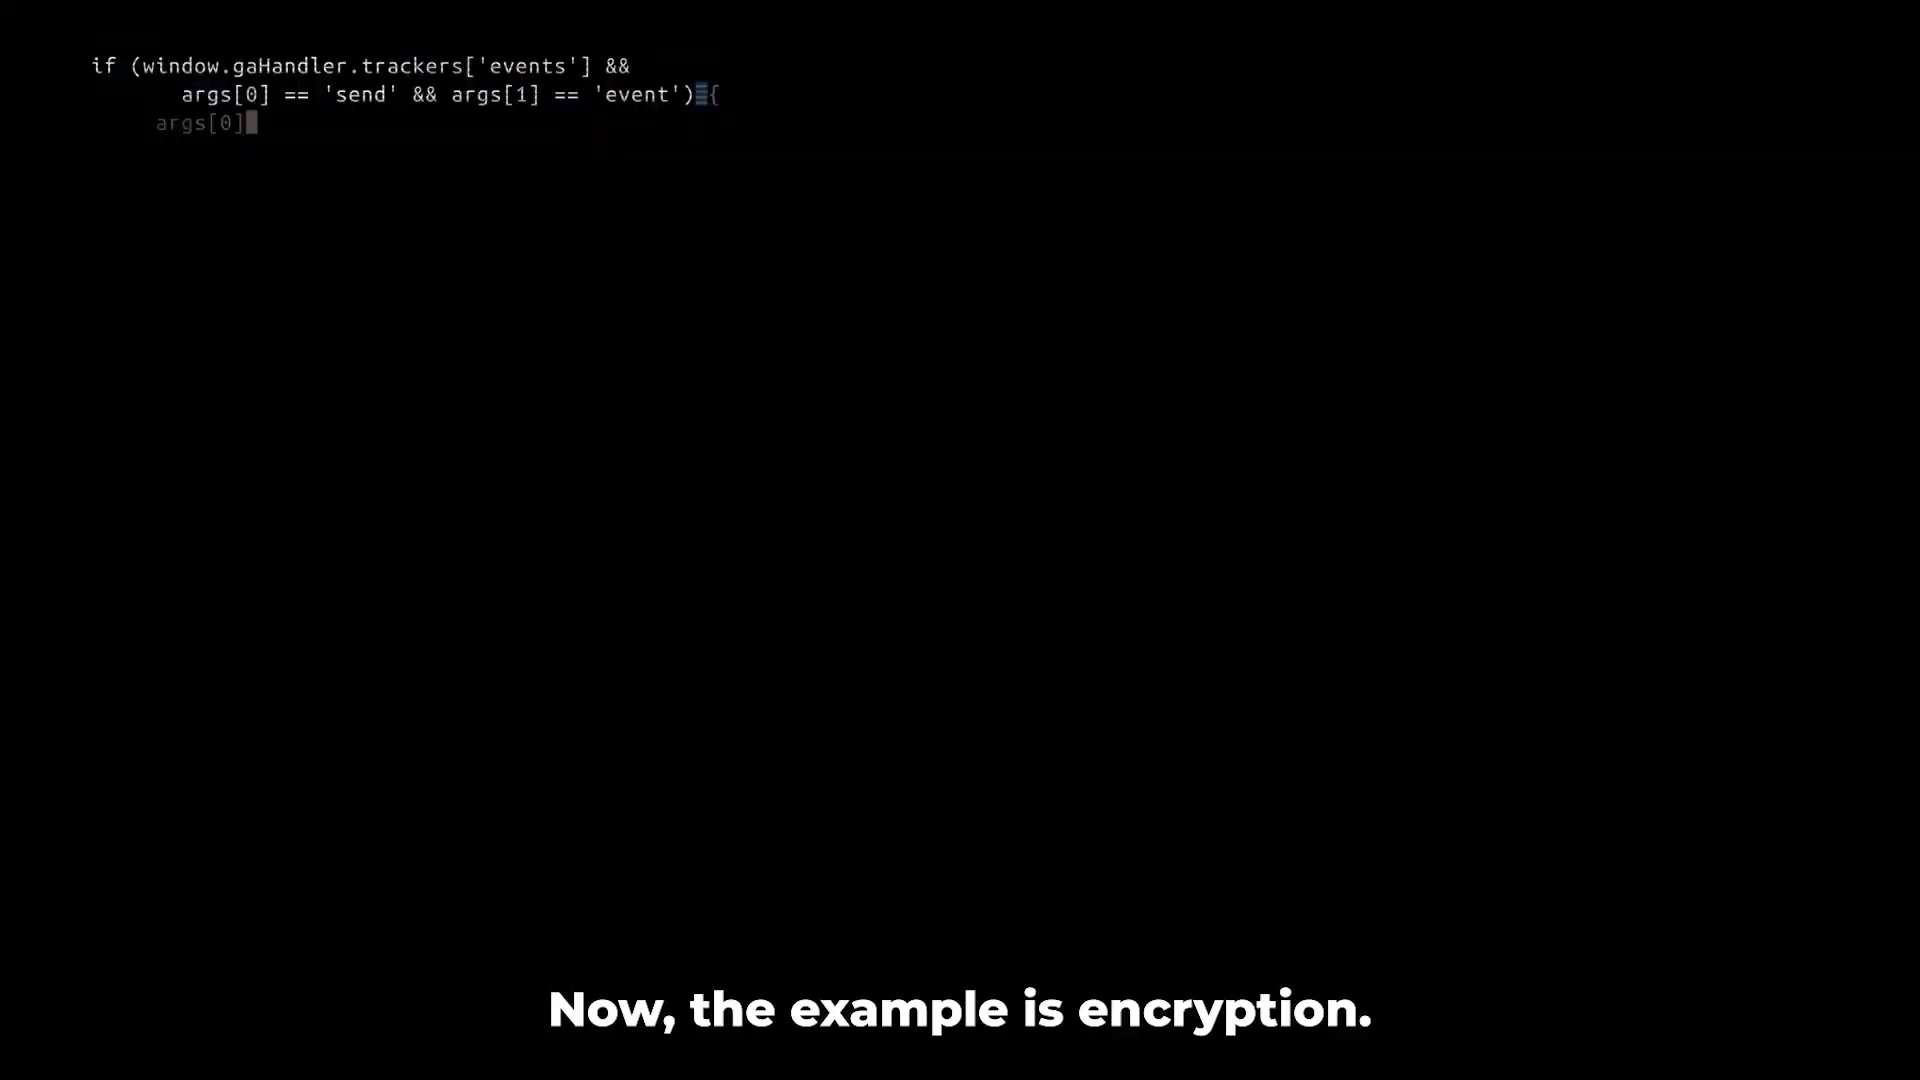 if (window.gaHandler.trackers['events'] &&
args[0] == 'send' && args[1] == 'event') {
args[0]
Now, the example is encryption.